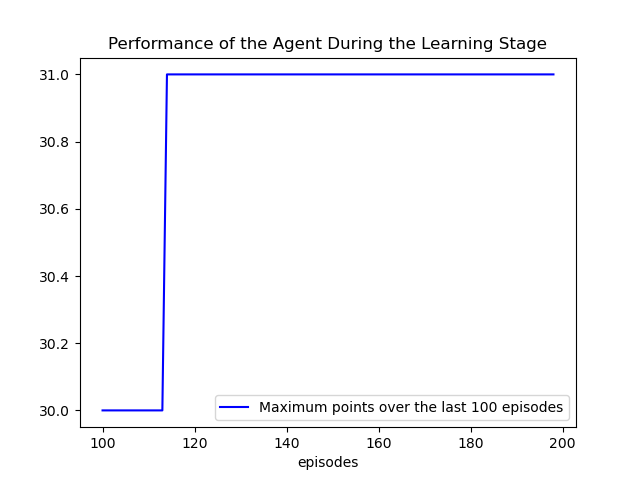 Performance of the Agent During the Learning Stage
31.0
30.8
30.6
30.4
30.2
30.0
Maximum points over the last 100 episodes
100 120 140 160 180 200
episodes